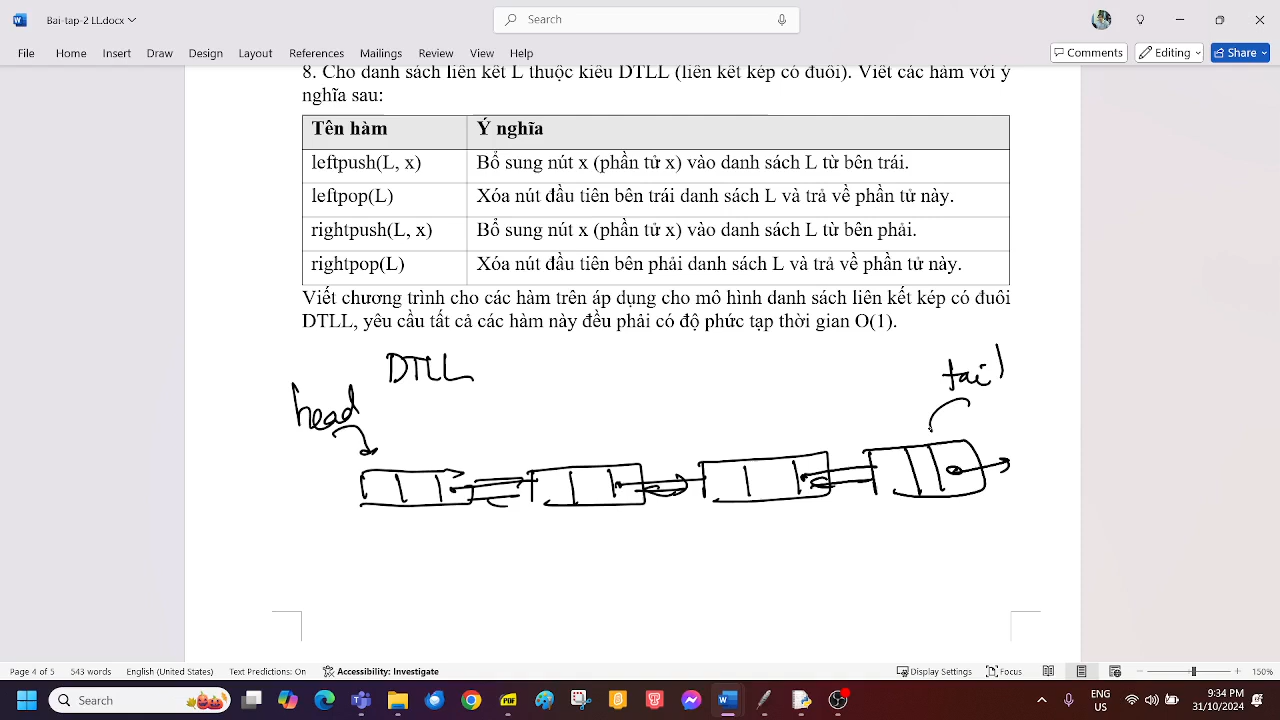 Bai-tap-2 LL.docx
Search
File Home Insert Draw Design Layout References Mailings Review View Help
Comments Editing Share
8. Cho danh sách liên kết L thuộc kiểu DTLL (liên kết kép có đuôi). Viết các hàm với ý
nghĩa sau:
Tên hàm Ý nghĩa
leftpush(L, x) Bổ sung nút x (phần tử x) vào danh sách L từ bên trái.
leftpop(L) Xóa nút đầu tiên bên trái danh sách L và trả về phần tử này.
rightpush(L, x) Bổ sung nút x (phần tử x) vào danh sách L từ bên phải.
rightpop(L) Xóa nút đầu tiên bên phải danh sách L và trả về phần tử này.
Viết chương trình cho các hàm trên áp dụng cho mô hình danh sách liên kết kép có đuôi
DTLL, yêu cầu tất cả các hàm này đều phải có độ phức tạp thời gian O(1).
DTLL
tail
head
Page 4 of 5 543 words English (United States) Text Predictions: On Accessibility: Investigate Display Settings Focus 150%
Search PDF ENG 9:34 PM
US 31/10/2024